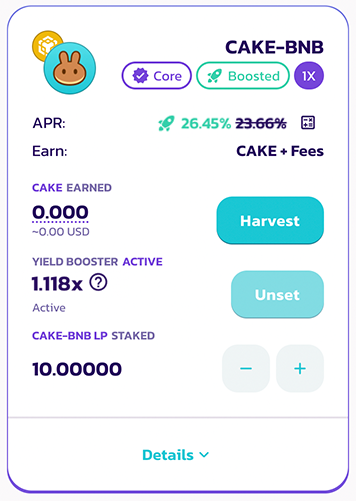 CAKE-BNB
Core Boosted 1X
APR: 26.45% 23.66%
Earn: CAKE + Fees
CAKE EARNED
0.000
~0.00 USD
Harvest
YIELD BOOSTER ACTIVE
1.118x ?
Active
Unset
CAKE-BNB LP STAKED
10.00000 − +
Details